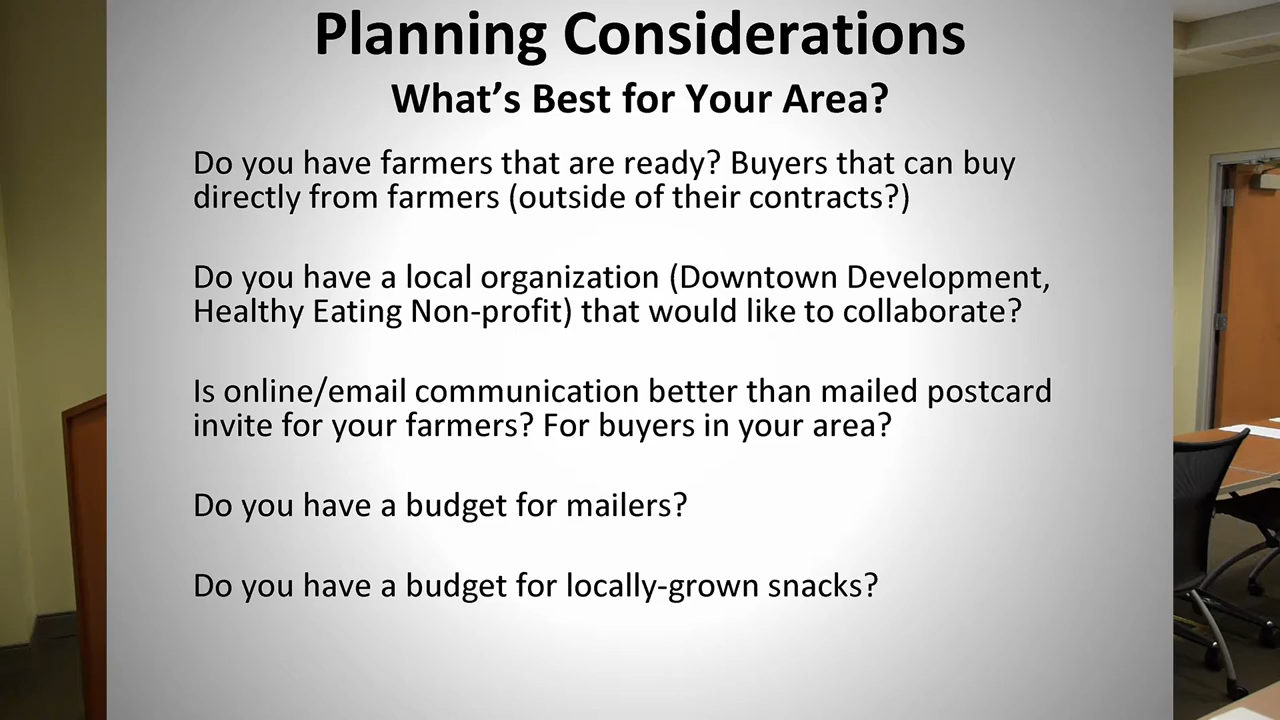 Planning Considerations
What's Best for Your Area?
Do you have farmers that are ready? Buyers that can buy
directly from farmers (outside of their contracts?)
Do you have a local organization (Downtown Development,
Healthy Eating Non-profit) that would like to collaborate?
Is online/email communication better than mailed postcard
invite for your farmers? For buyers in your area?
Do you have a budget for mailers?
Do you have a budget for locally-grown snacks?